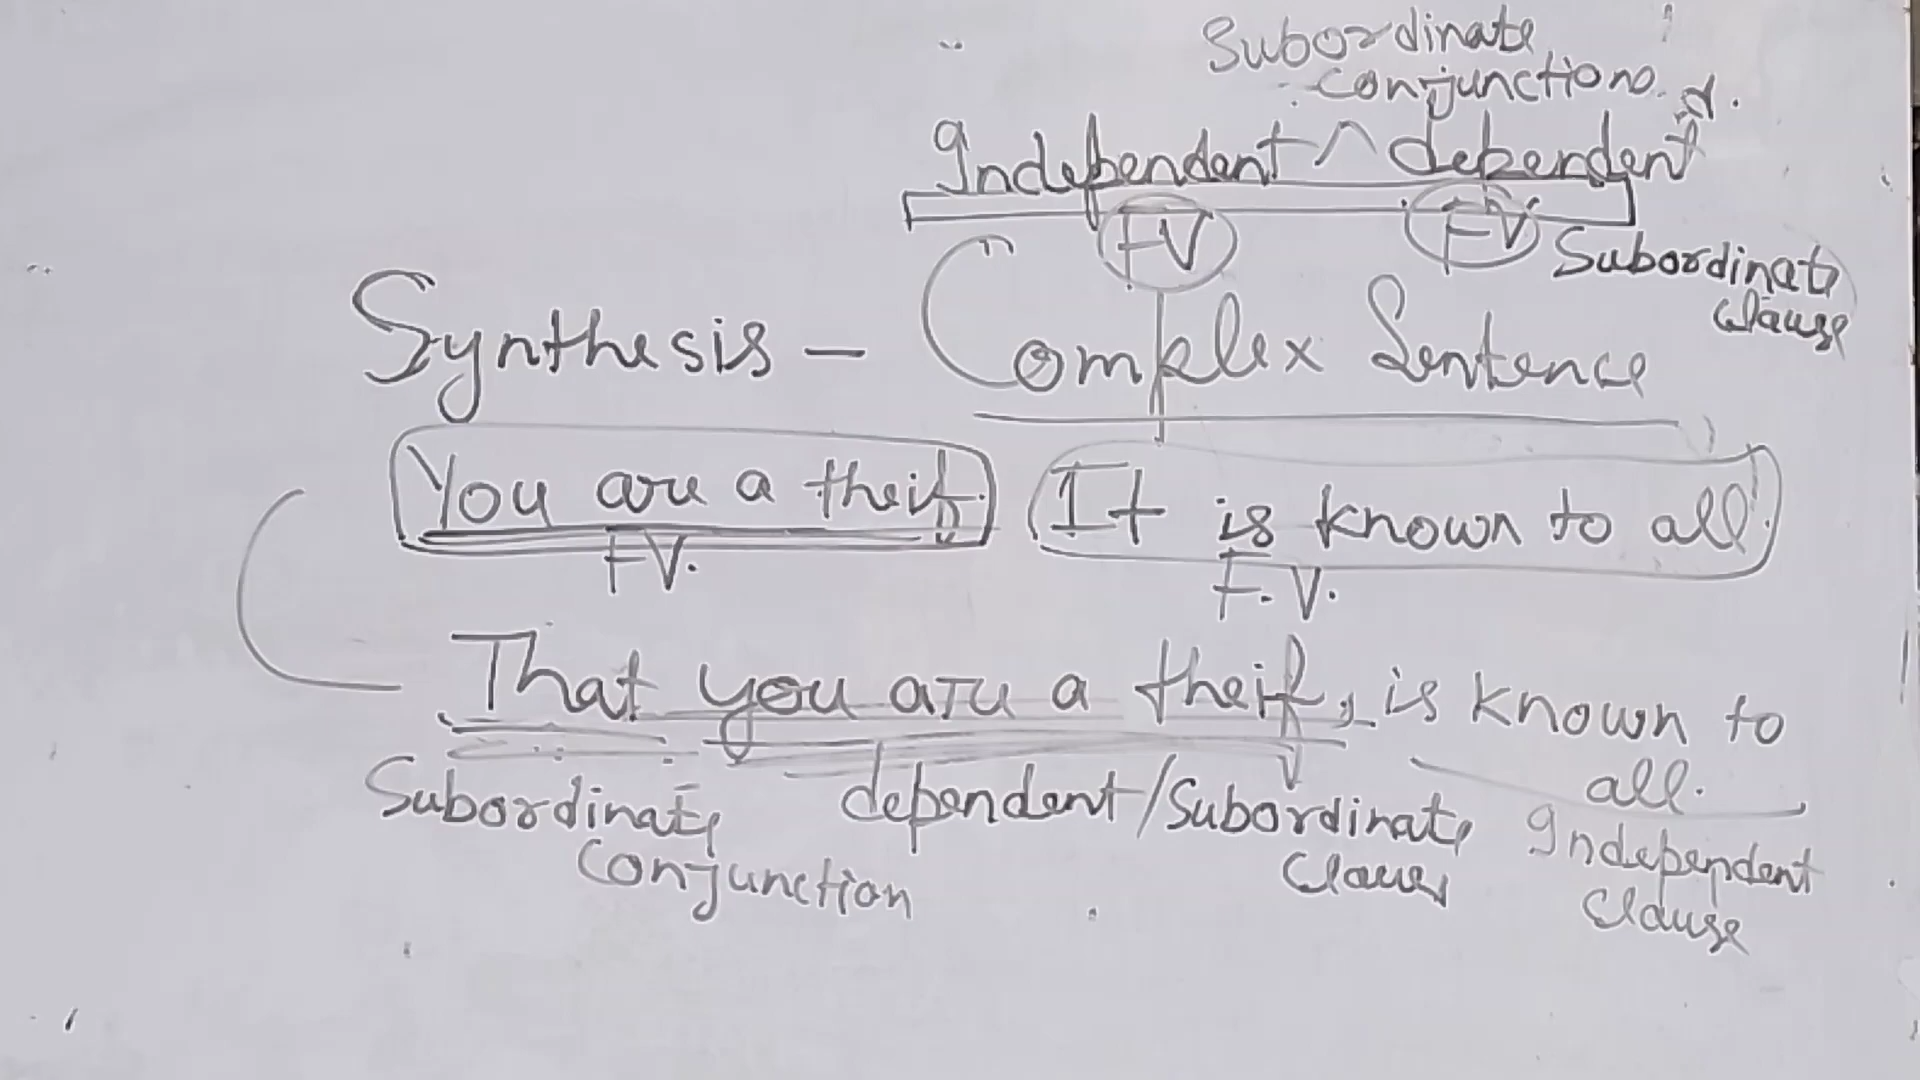 Subordinate
conjunctions.
Independent ^ dependent
FV FV
Subordinate
Clause
Synthesis - Complex Sentence
You are a theif. It is known to all.
FV. F.V.
That you are a theif, is known to
all.
Subordinate
Conjunction
dependent/Subordinate
Clause
Independent
Clause